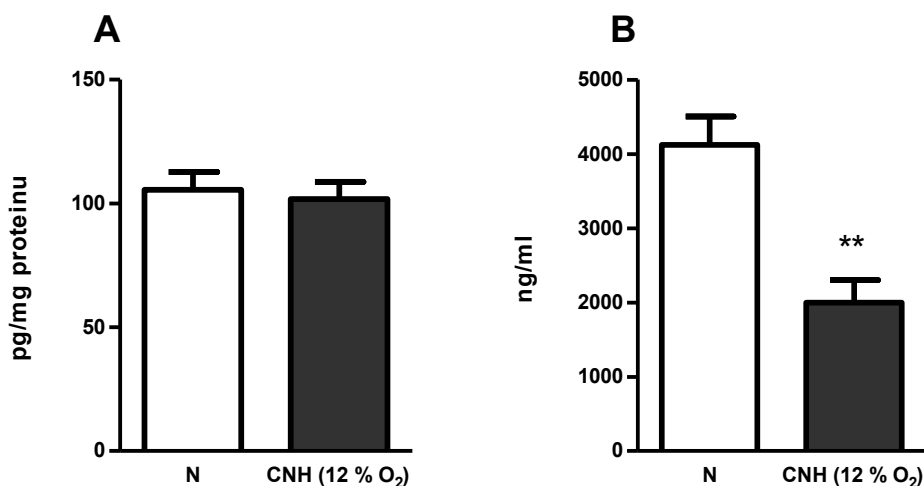 A
150
100
50
0
pg/mg proteinu
N
CNH (12 % O₂)
B
5000
4000
3000
2000
1000
0
ng/ml
**
N
CNH (12 % O₂)